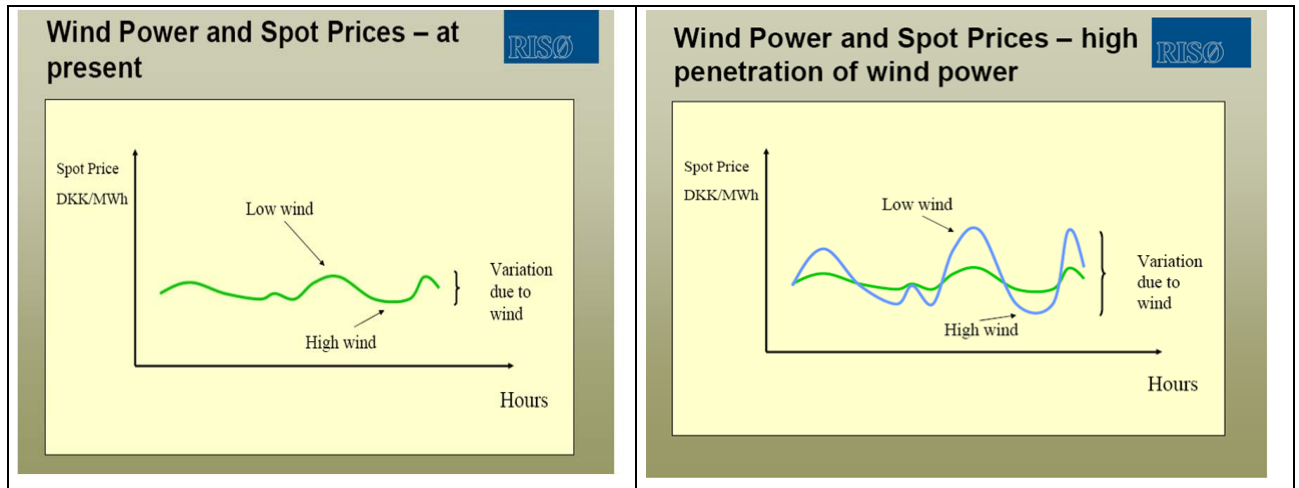 Wind Power and Spot Prices – at
present
RISØ
Spot Price
DKK/MWh
Low wind
High wind
Variation
due to
wind
Hours
Wind Power and Spot Prices – high
penetration of wind power
RISØ
Spot Price
DKK/MWh
Low wind
High wind
Variation
due to
wind
Hours